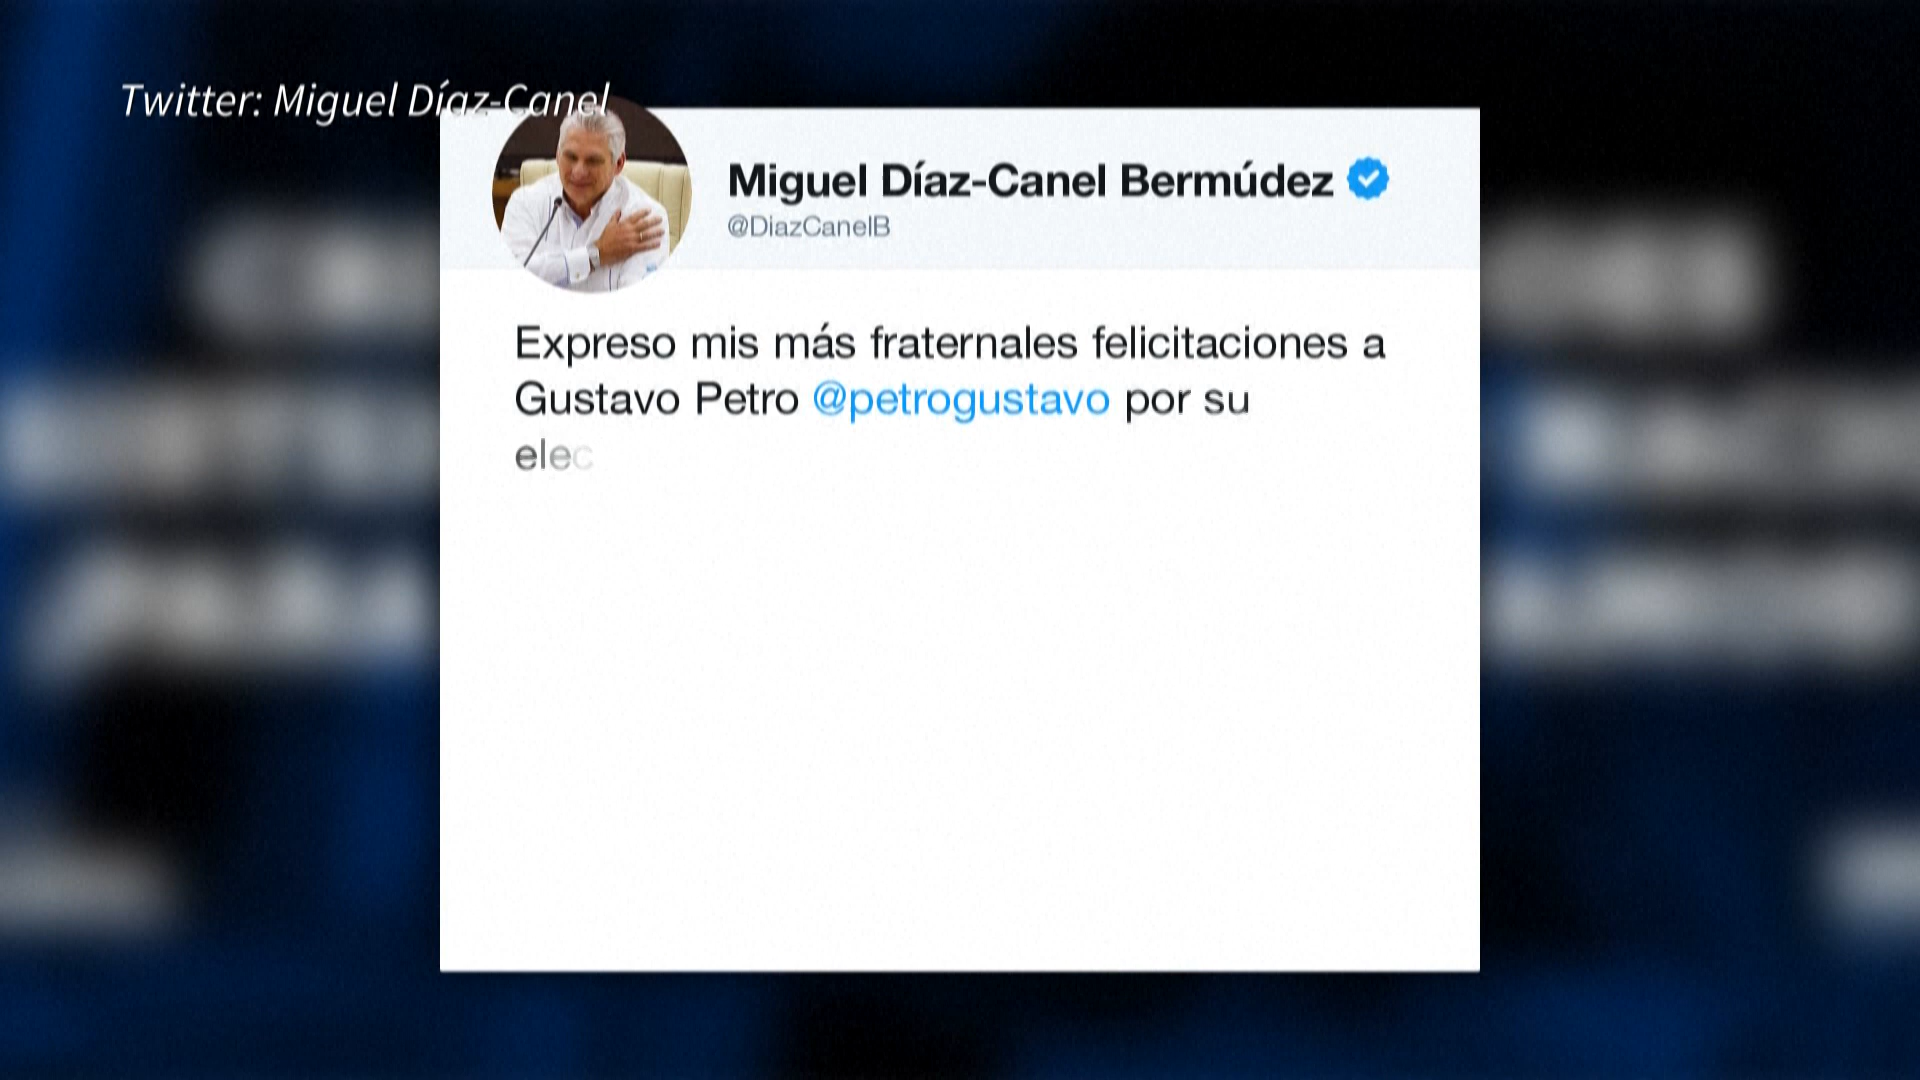 Twitter: Miguel Díaz-Canel
Miguel Díaz-Canel Bermúdez
@DiazCanelB
Expreso mis más fraternales felicitaciones a
Gustavo Petro @petrogustavo por su
elec